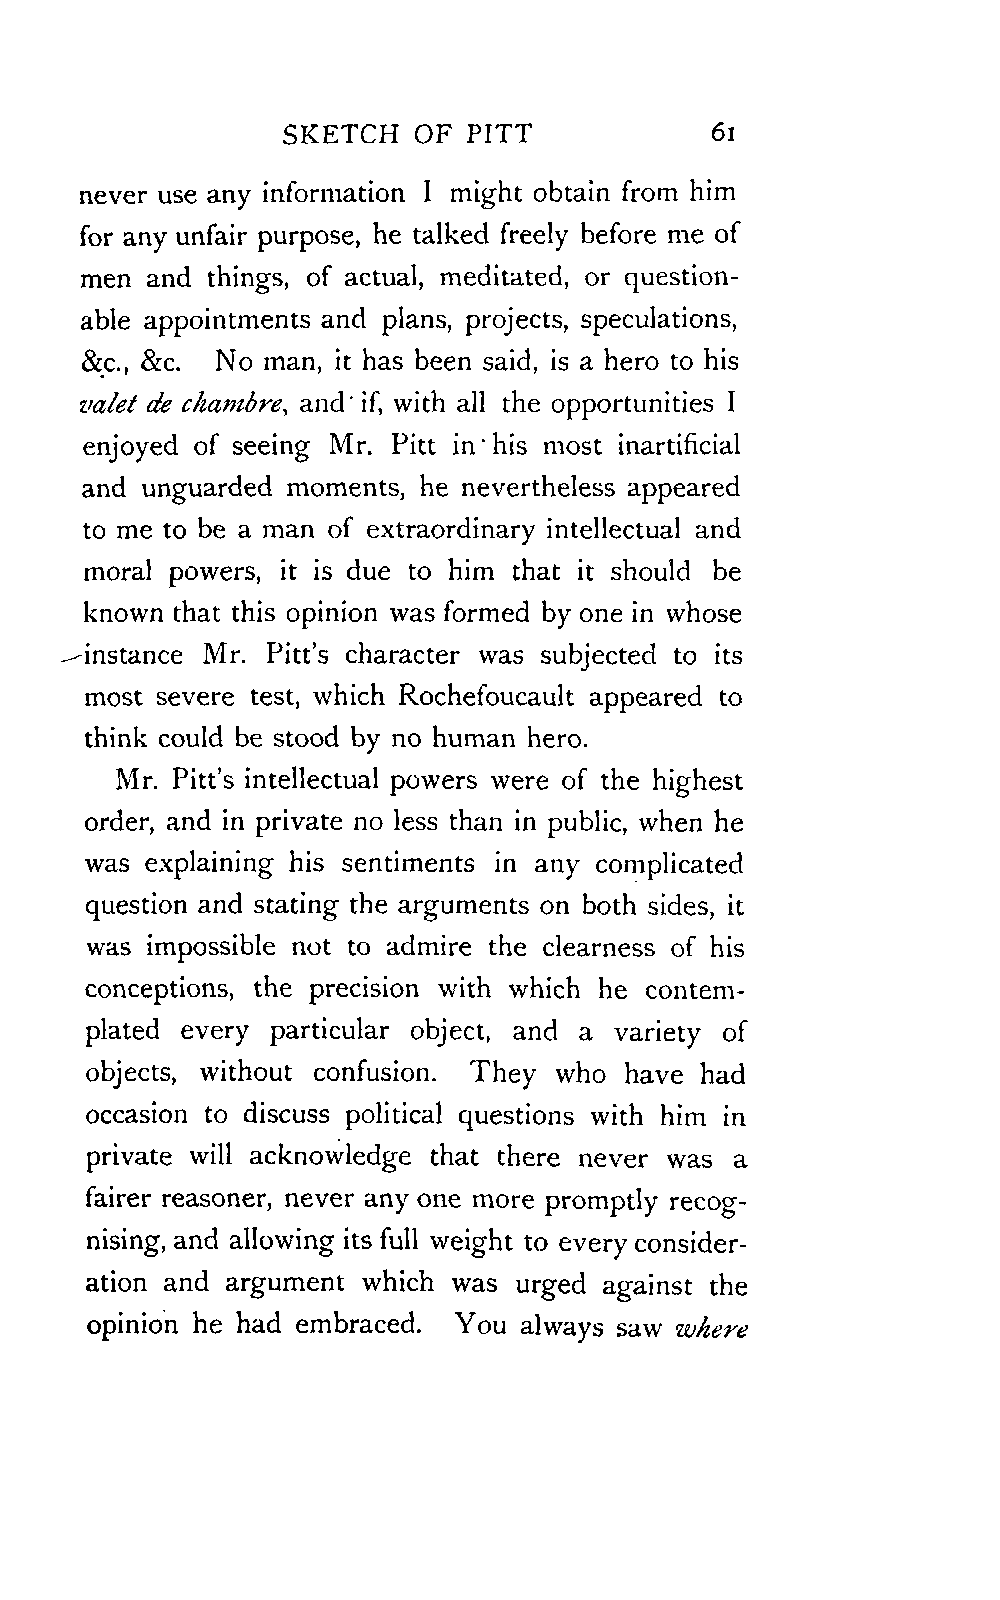 SKETCH OF PITT 61
never use any information I might obtain from him
for any unfair purpose, he talked freely before me of
men and things, of actual, meditated, or question-
able appointments and plans, projects, speculations,
&c., &c. No man, it has been said, is a hero to his
valet de chambre, and if, with all the opportunities I
enjoyed of seeing Mr. Pitt in his most inartificial
and unguarded moments, he nevertheless appeared
to me to be a man of extraordinary intellectual and
moral powers, it is due to him that it should be
known that this opinion was formed by one in whose
instance Mr. Pitt's character was subjected to its
most severe test, which Rochefoucault appeared to
think could be stood by no human hero.
Mr. Pitt's intellectual powers were of the highest
order, and in private no less than in public, when he
was explaining his sentiments in any complicated
question and stating the arguments on both sides, it
was impossible not to admire the clearness of his
conceptions, the precision with which he contem-
plated every particular object, and a variety of
objects, without confusion. They who have had
occasion to discuss political questions with him in
private will acknowledge that there never was a
fairer reasoner, never any one more promptly recog-
nising, and allowing its full weight to every consider-
ation and argument which was urged against the
opinion he had embraced. You always saw where